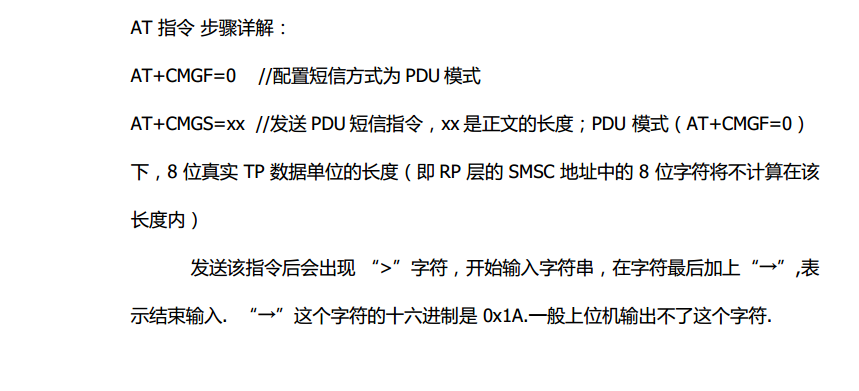 AT 指令 步骤详解：
AT+CMGF=0 //配置短信方式为 PDU 模式
AT+CMGS=xx //发送 PDU 短信指令，xx 是正文的长度；PDU 模式（AT+CMGF=0）
下，8 位真实 TP 数据单位的长度（即 RP 层的 SMSC 地址中的 8 位字符将不计算在该
长度内）
发送该指令后会出现 “>”字符，开始输入字符串，在字符最后加上“→”,表
示结束输入. “→”这个字符的十六进制是 0x1A.一般上位机输出不了这个字符.